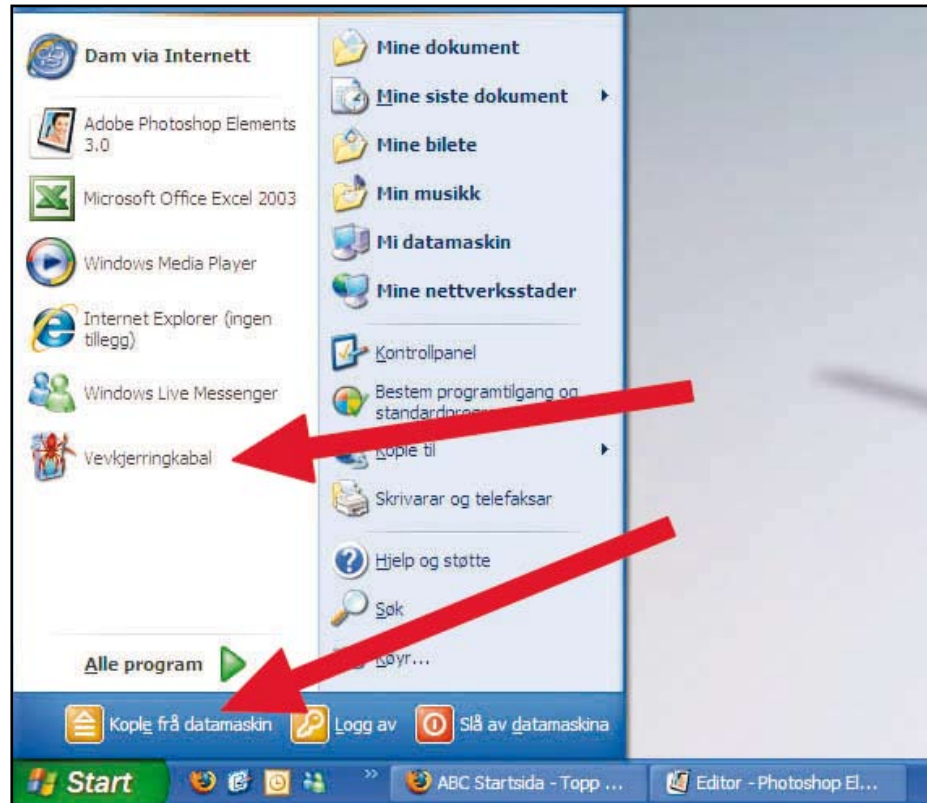 Dam via Internett
Adobe Photoshop Elements
3.0
Microsoft Office Excel 2003
Windows Media Player
Internet Explorer (ingen
tillegg)
Windows Live Messenger
Vevkjerringkabal
Alle program
Mine dokument
Mine siste dokument
Mine bilete
Min musikk
Mi datamaskin
Mine nettverksstader
Kontrollpanel
Bestem programtilgang og
Kople til
Skrivarar og telefaksar
Hjelp og støtte
Søk
Køyr...
Kople frå datamaskin
Logg av
Slå av datamaskina
Start
ABC Startsida - Topp ...
Editor - Photoshop El...